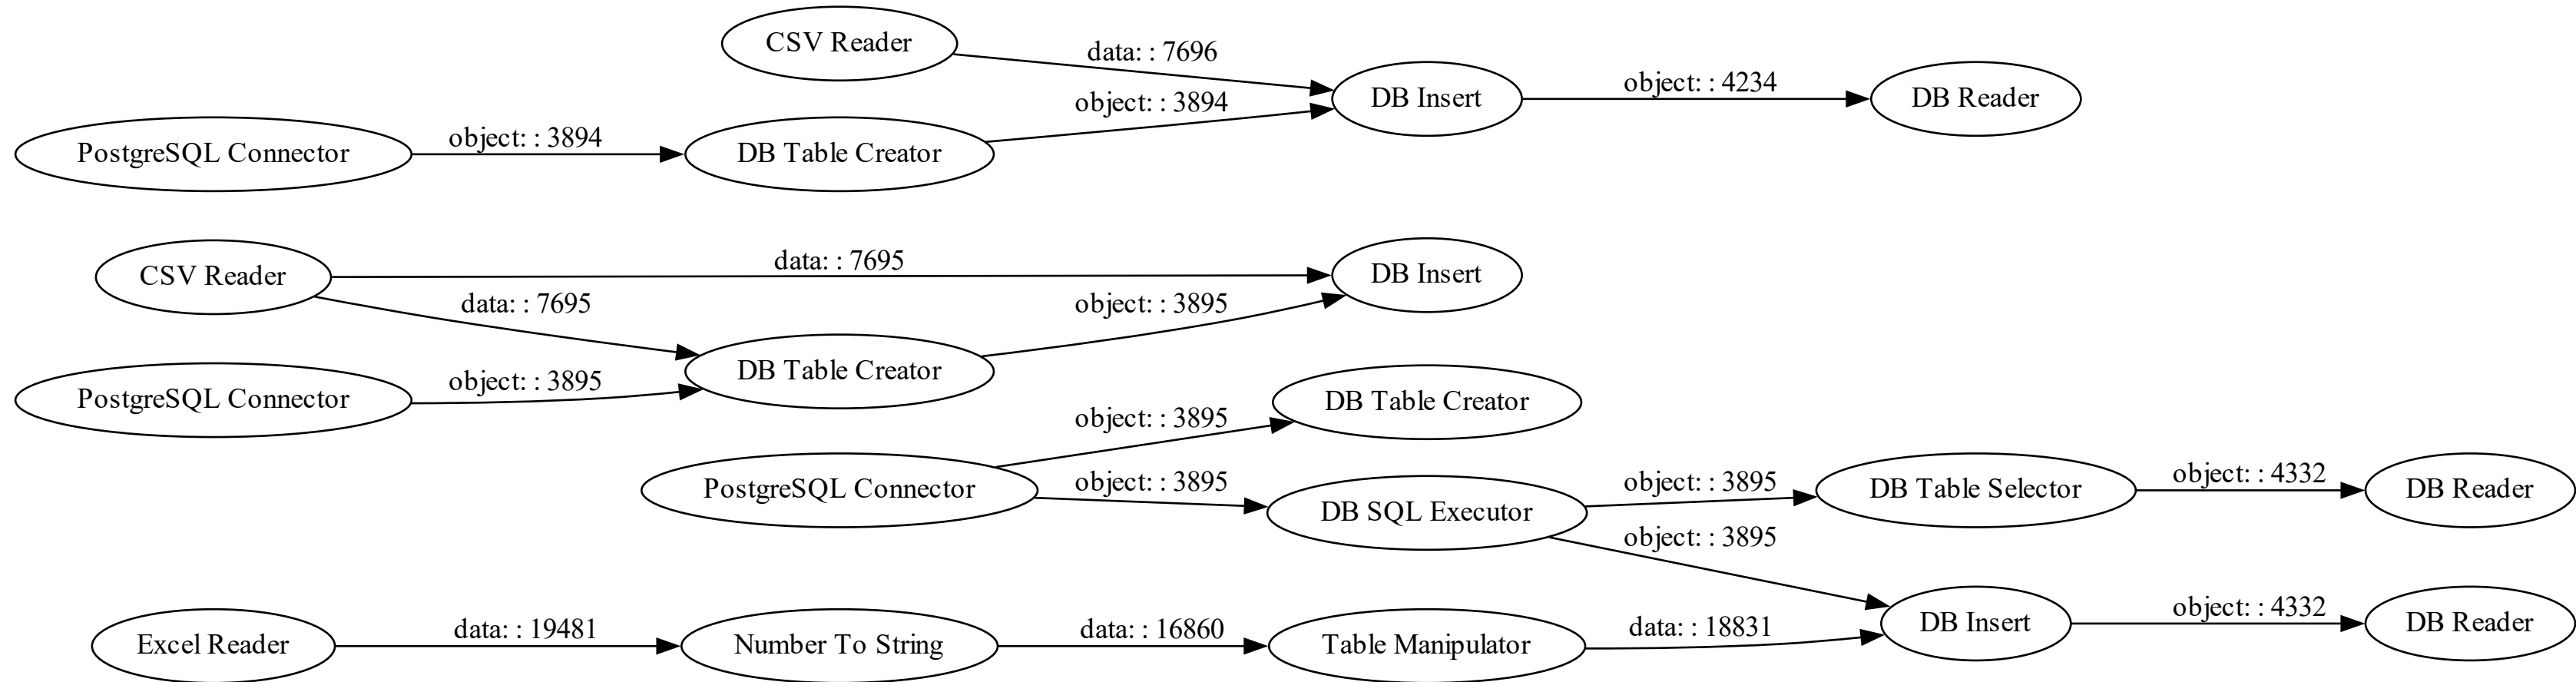 CSV Reader
data: : 7696
DB Insert
object: : 4234
DB Reader
object: : 3894
PostgreSQL Connector
object: : 3894
DB Table Creator
CSV Reader
data: : 7695
DB Insert
data: : 7695
object: : 3895
PostgreSQL Connector
object: : 3895
DB Table Creator
object: : 3895
DB Table Creator
PostgreSQL Connector
object: : 3895
DB SQL Executor
object: : 3895
DB Table Selector
object: : 4332
DB Reader
object: : 3895
Excel Reader
data: : 19481
Number To String
data: : 16860
Table Manipulator
data: : 18831
DB Insert
object: : 4332
DB Reader